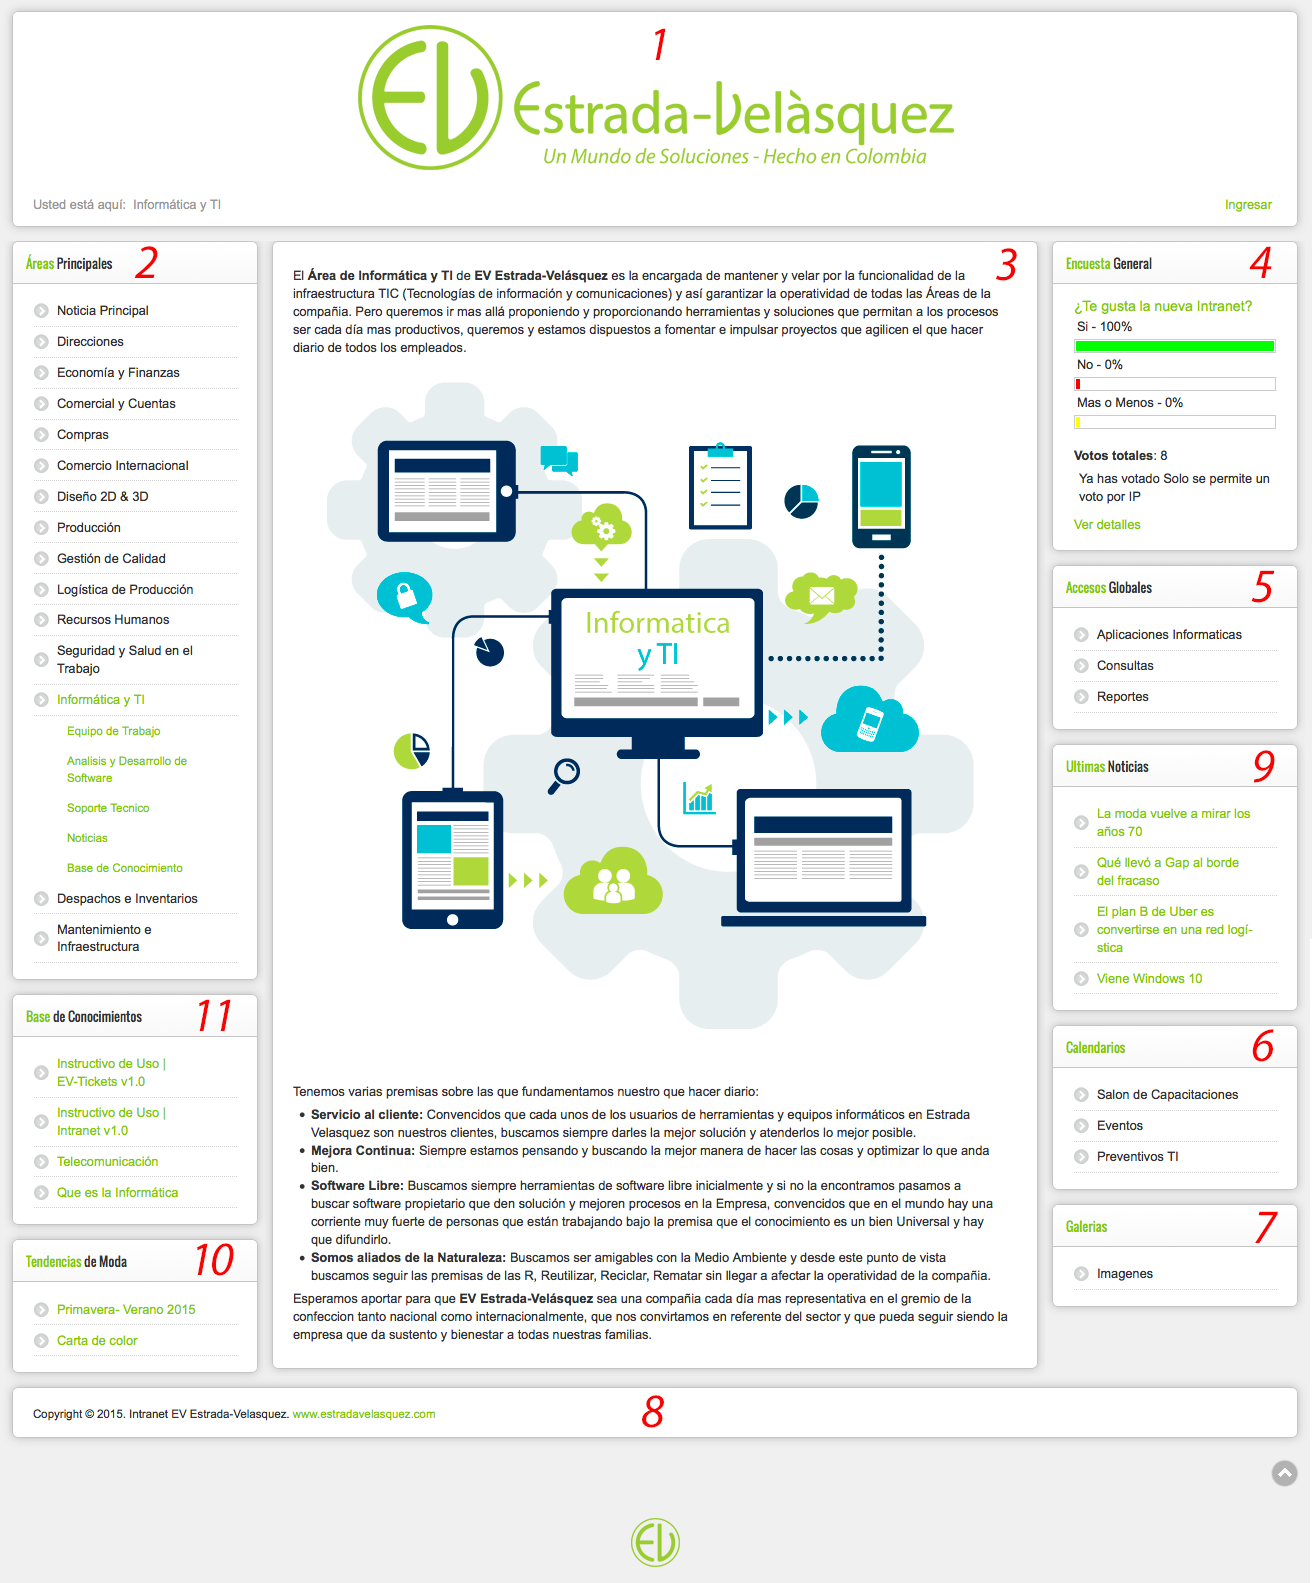 1
EV Estrada-Velàsquez
Un Mundo de Soluciones - Hecho en Colombia
Usted está aquí: Informática y TI
Ingresar
Áreas Principales 2
Noticia Principal
Direcciones
Economía y Finanzas
Comercial y Cuentas
Compras
Comercio Internacional
Diseño 2D & 3D
Producción
Gestión de Calidad
Logística de Producción
Recursos Humanos
Seguridad y Salud en el
Trabajo
Informática y TI
Equipo de Trabajo
Analisis y Desarrollo de
Software
Soporte Tecnico
Noticias
Base de Conocimiento
Despachos e Inventarios
Mantenimiento e
Infraestructura
Base de Conocimientos 11
Instructivo de Uso |
EV-Tickets v1.0
Instructivo de Uso |
Intranet v1.0
Telecomunicación
Que es la Informática
Tendencias de Moda 10
Primavera- Verano 2015
Carta de color
3
El Área de Informática y TI de EV Estrada-Velásquez es la encargada de mantener y velar por la funcionalidad de la
infraestructura TIC (Tecnologías de información y comunicaciones) y así garantizar la operatividad de todas las Áreas de la
compañia. Pero queremos ir mas allá proponiendo y proporcionando herramientas y soluciones que permitan a los procesos
ser cada día mas productivos, queremos y estamos dispuestos a fomentar e impulsar proyectos que agilicen el que hacer
diario de todos los empleados.
Informatica
y TI
Tenemos varias premisas sobre las que fundamentamos nuestro que hacer diario:
• Servicio al cliente: Convencidos que cada unos de los usuarios de herramientas y equipos informáticos en Estrada
Velasquez son nuestros clientes, buscamos siempre darles la mejor solución y atenderlos lo mejor posible.
• Mejora Continua: Siempre estamos pensando y buscando la mejor manera de hacer las cosas y optimizar lo que anda
bien.
• Software Libre: Buscamos siempre herramientas de software libre inicialmente y si no la encontramos pasamos a
buscar software propietario que den solución y mejoren procesos en la Empresa, convencidos que en el mundo hay una
corriente muy fuerte de personas que están trabajando bajo la premisa que el conocimiento es un bien Universal y hay
que difundirlo.
• Somos aliados de la Naturaleza: Buscamos ser amigables con la Medio Ambiente y desde este punto de vista
buscamos seguir las premisas de las R, Reutilizar, Reciclar, Rematar sin llegar a afectar la operatividad de la compañia.
Esperamos aportar para que EV Estrada-Velásquez sea una compañia cada día mas representativa en el gremio de la
confeccion tanto nacional como internacionalmente, que nos convirtamos en referente del sector y que pueda seguir siendo la
empresa que da sustento y bienestar a todas nuestras familias.
Encuesta General 4
¿Te gusta la nueva Intranet?
Si - 100%
No - 0%
Mas o Menos - 0%
Votos totales: 8
Ya has votado Solo se permite un
voto por IP
Ver detalles
Accesos Globales 5
Aplicaciones Informaticas
Consultas
Reportes
Ultimas Noticias 9
La moda vuelve a mirar los
años 70
Qué llevó a Gap al borde
del fracaso
El plan B de Uber es
convertirse en una red logí-
stica
Viene Windows 10
Calendarios 6
Salon de Capacitaciones
Eventos
Preventivos TI
Galerias 7
Imagenes
Copyright © 2015. Intranet EV Estrada-Velasquez. www.estradavelasquez.com 8
EV